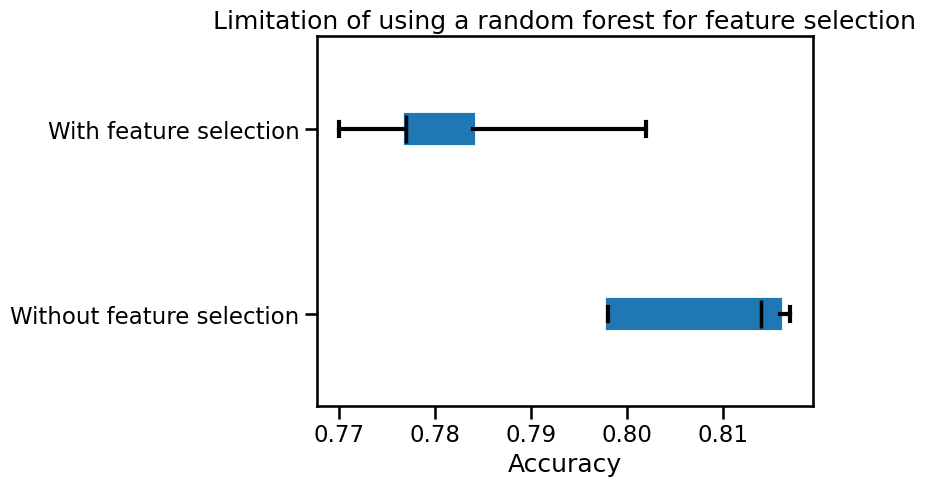 Limitation of using a random forest for feature selection
With feature selection
Without feature selection
0.77 0.78 0.79 0.80 0.81
Accuracy